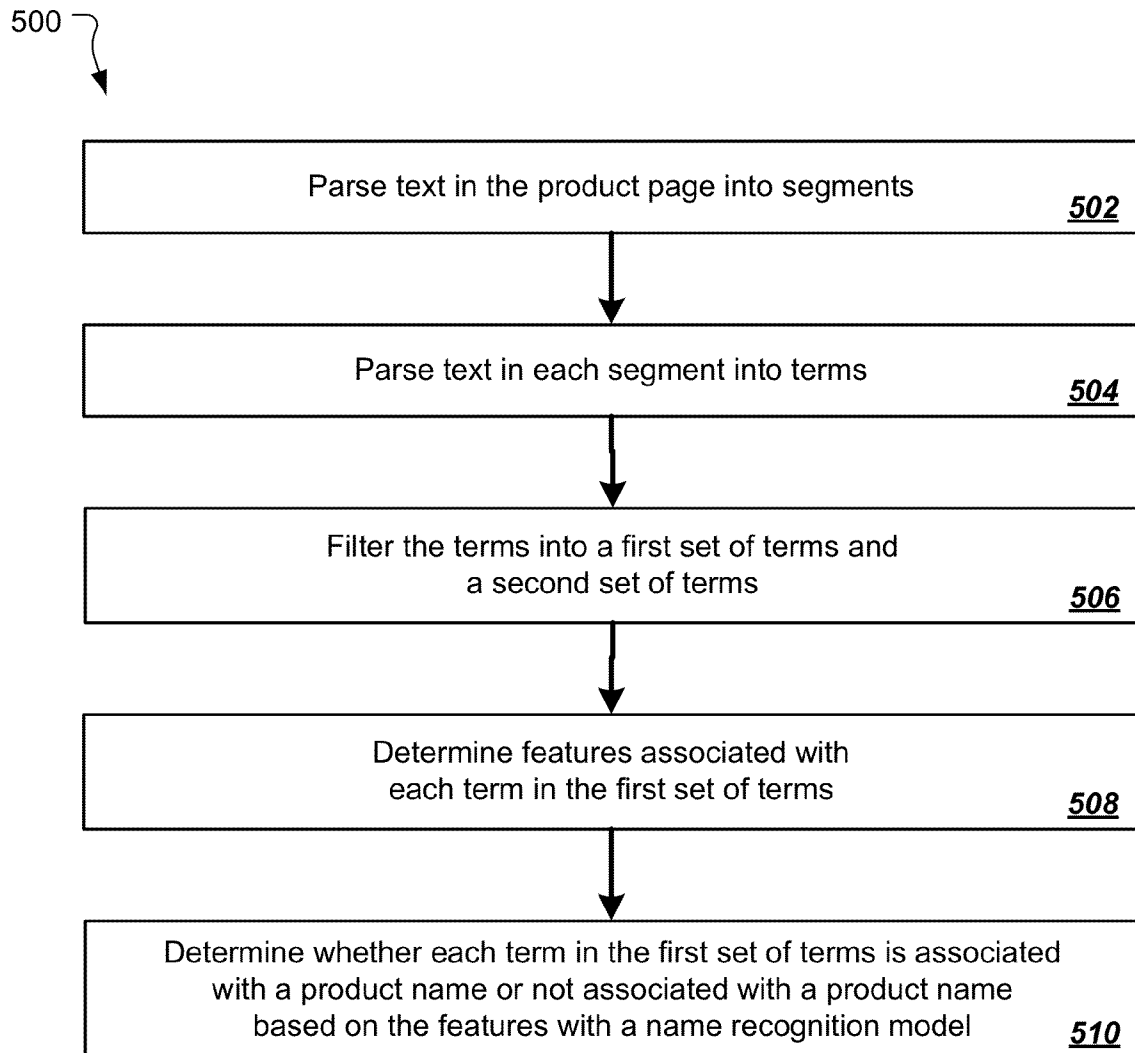 500
Parse text in the product page into segments
502
Parse text in each segment into terms
504
Filter the terms into a first set of terms and
a second set of terms
506
Determine features associated with
each term in the first set of terms
508
Determine whether each term in the first set of terms is associated
with a product name or not associated with a product name
based on the features with a name recognition model
510